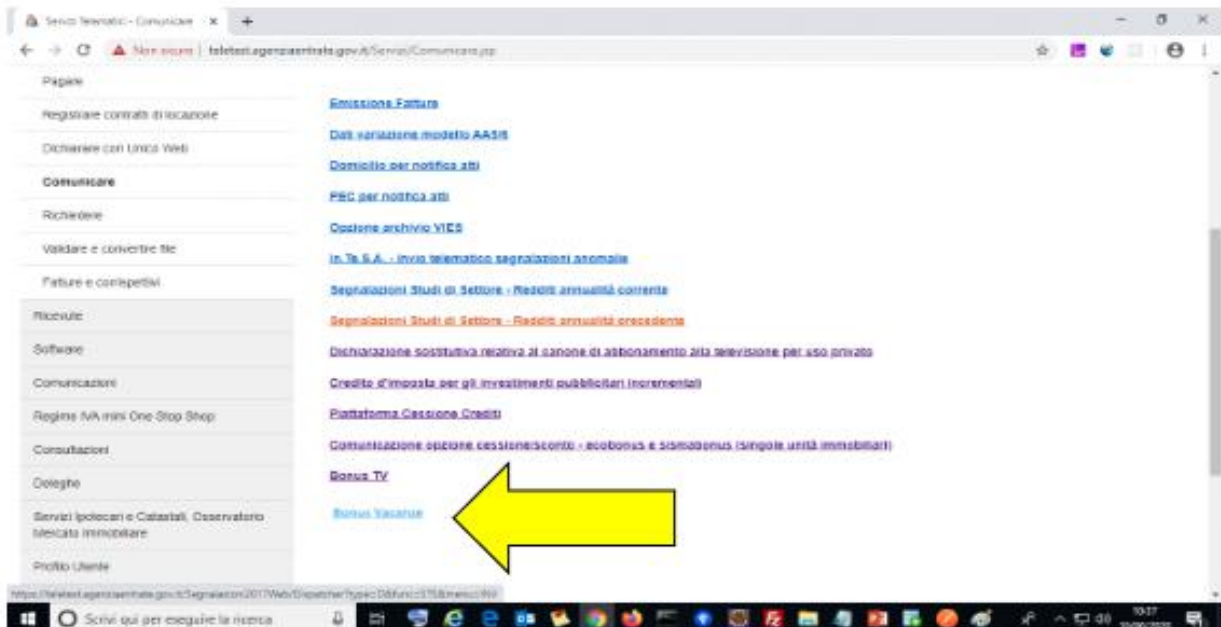 Servizi Telematici - Comunicare
Non sicuro | teletest.agenziaentrate.gov.it/Servizi/Comunicare.jsp
Pagare
Registrare contratti di locazione
Dichiarare con Unico Web
Comunicare
Richiedere
Validare e convertire file
Fatture e corrispettivi
Ricevute
Software
Comunicazioni
Regime IVA mini One Stop Shop
Consultazioni
Deleghe
Servizi Ipotecari e Catastali, Osservatorio
Mercato Immobiliare
Profilo Utente
Emissione Fatture
Dati variazione modello AA5/6
Domicilio per notifica atti
PEC per notifica atti
Opzione archivio VIES
In.Te.S.A. - Invio telematico segnalazioni anomalie
Segnalazioni Studi di Settore - Redditi annualità corrente
Segnalazioni Studi di Settore - Redditi annualità precedente
Dichiarazione sostitutiva relativa al canone di abbonamento alla televisione per uso privato
Credito d'imposta per gli investimenti pubblicitari incrementali
Piattaforma Cessione Crediti
Comunicazione opzione cessione/sconto - ecobonus e sismabonus (singole unità immobiliari)
Bonus TV
Bonus Vacanze
Scrivi qui per eseguire la ricerca
10:37